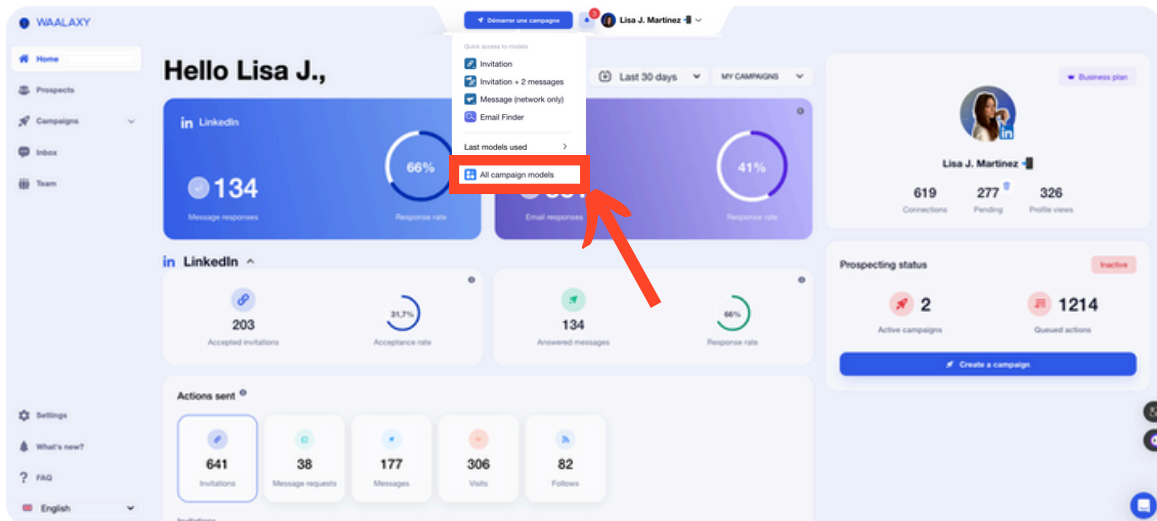 WAALAXY
Démarrer une campagne
3
Lisa J. Martinez
Home
Prospects
Campaigns
Inbox
Team
Settings
What's new?
FAQ
English
Hello Lisa J.,
Quick access to models
Invitation
Invitation + 2 messages
Message (network only)
Email Finder
Last models used
All campaign models
Last 30 days
MY CAMPAIGNS
in LinkedIn
134
Message responses
66%
Response rate
Email responses
41%
Response rate
in LinkedIn
203
Accepted invitations
31,7%
Acceptance rate
134
Answered messages
66%
Response rate
Actions sent
641
Invitations
38
Message requests
177
Messages
306
Visits
82
Follows
Invitations
Business plan
in
Lisa J. Martinez
619
Connections
277
Pending
326
Profile views
Prospecting status
Inactive
2
Active campaigns
1214
Queued actions
Create a campaign